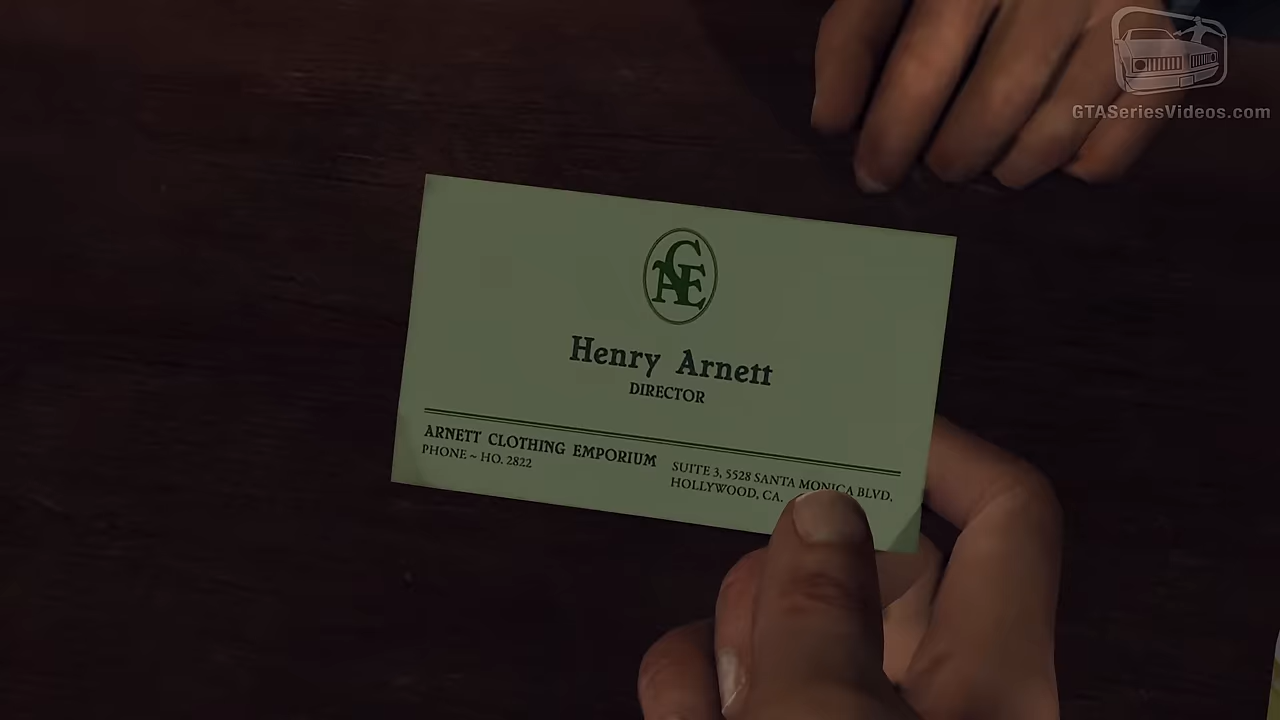 GTASeriesVideos.com
ACE
Henry Arnett
DIRECTOR
ARNETT CLOTHING EMPORIUM
PHONE ~ HO. 2822
SUITE 3, 5528 SANTA MONICA BLVD,
HOLLYWOOD, CA.